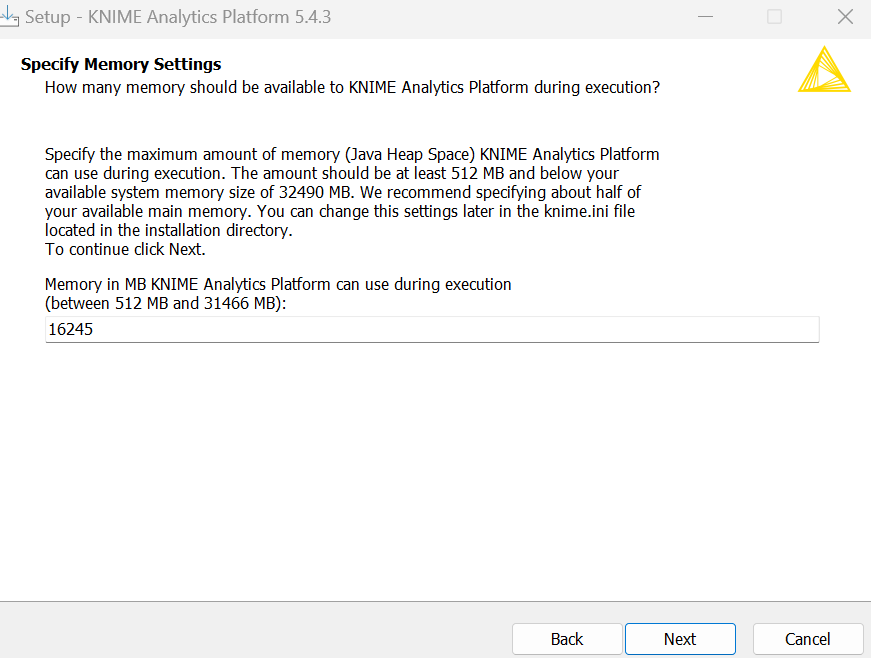 Setup - KNIME Analytics Platform 5.4.3
Specify Memory Settings
How many memory should be available to KNIME Analytics Platform during execution?
Specify the maximum amount of memory (Java Heap Space) KNIME Analytics Platform
can use during execution. The amount should be at least 512 MB and below your
available system memory size of 32490 MB. We recommend specifying about half of
your available main memory. You can change this settings later in the knime.ini file
located in the installation directory.
To continue click Next.
Memory in MB KNIME Analytics Platform can use during execution
(between 512 MB and 31466 MB):
16245
Back Next Cancel